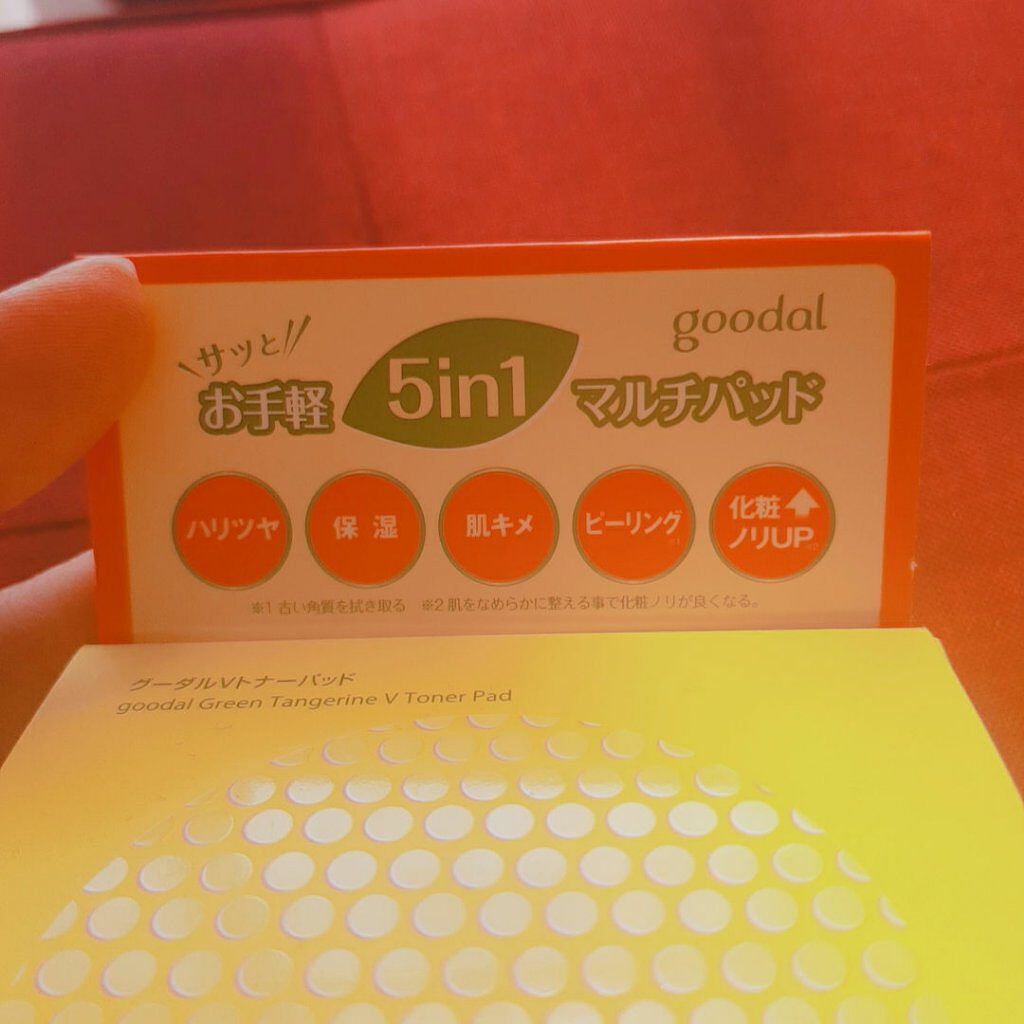 goodal
サッと
お手軽 5in1 マルチパッド
ハリツヤ
保湿
肌キメ
ピーリング※1
化粧
ノリUP※2
※1 古い角質を拭き取る ※2 肌をなめらかに整える事で化粧ノリが良くなる。
グーダルVトナーパッド
goodal Green Tangerine V Toner Pad